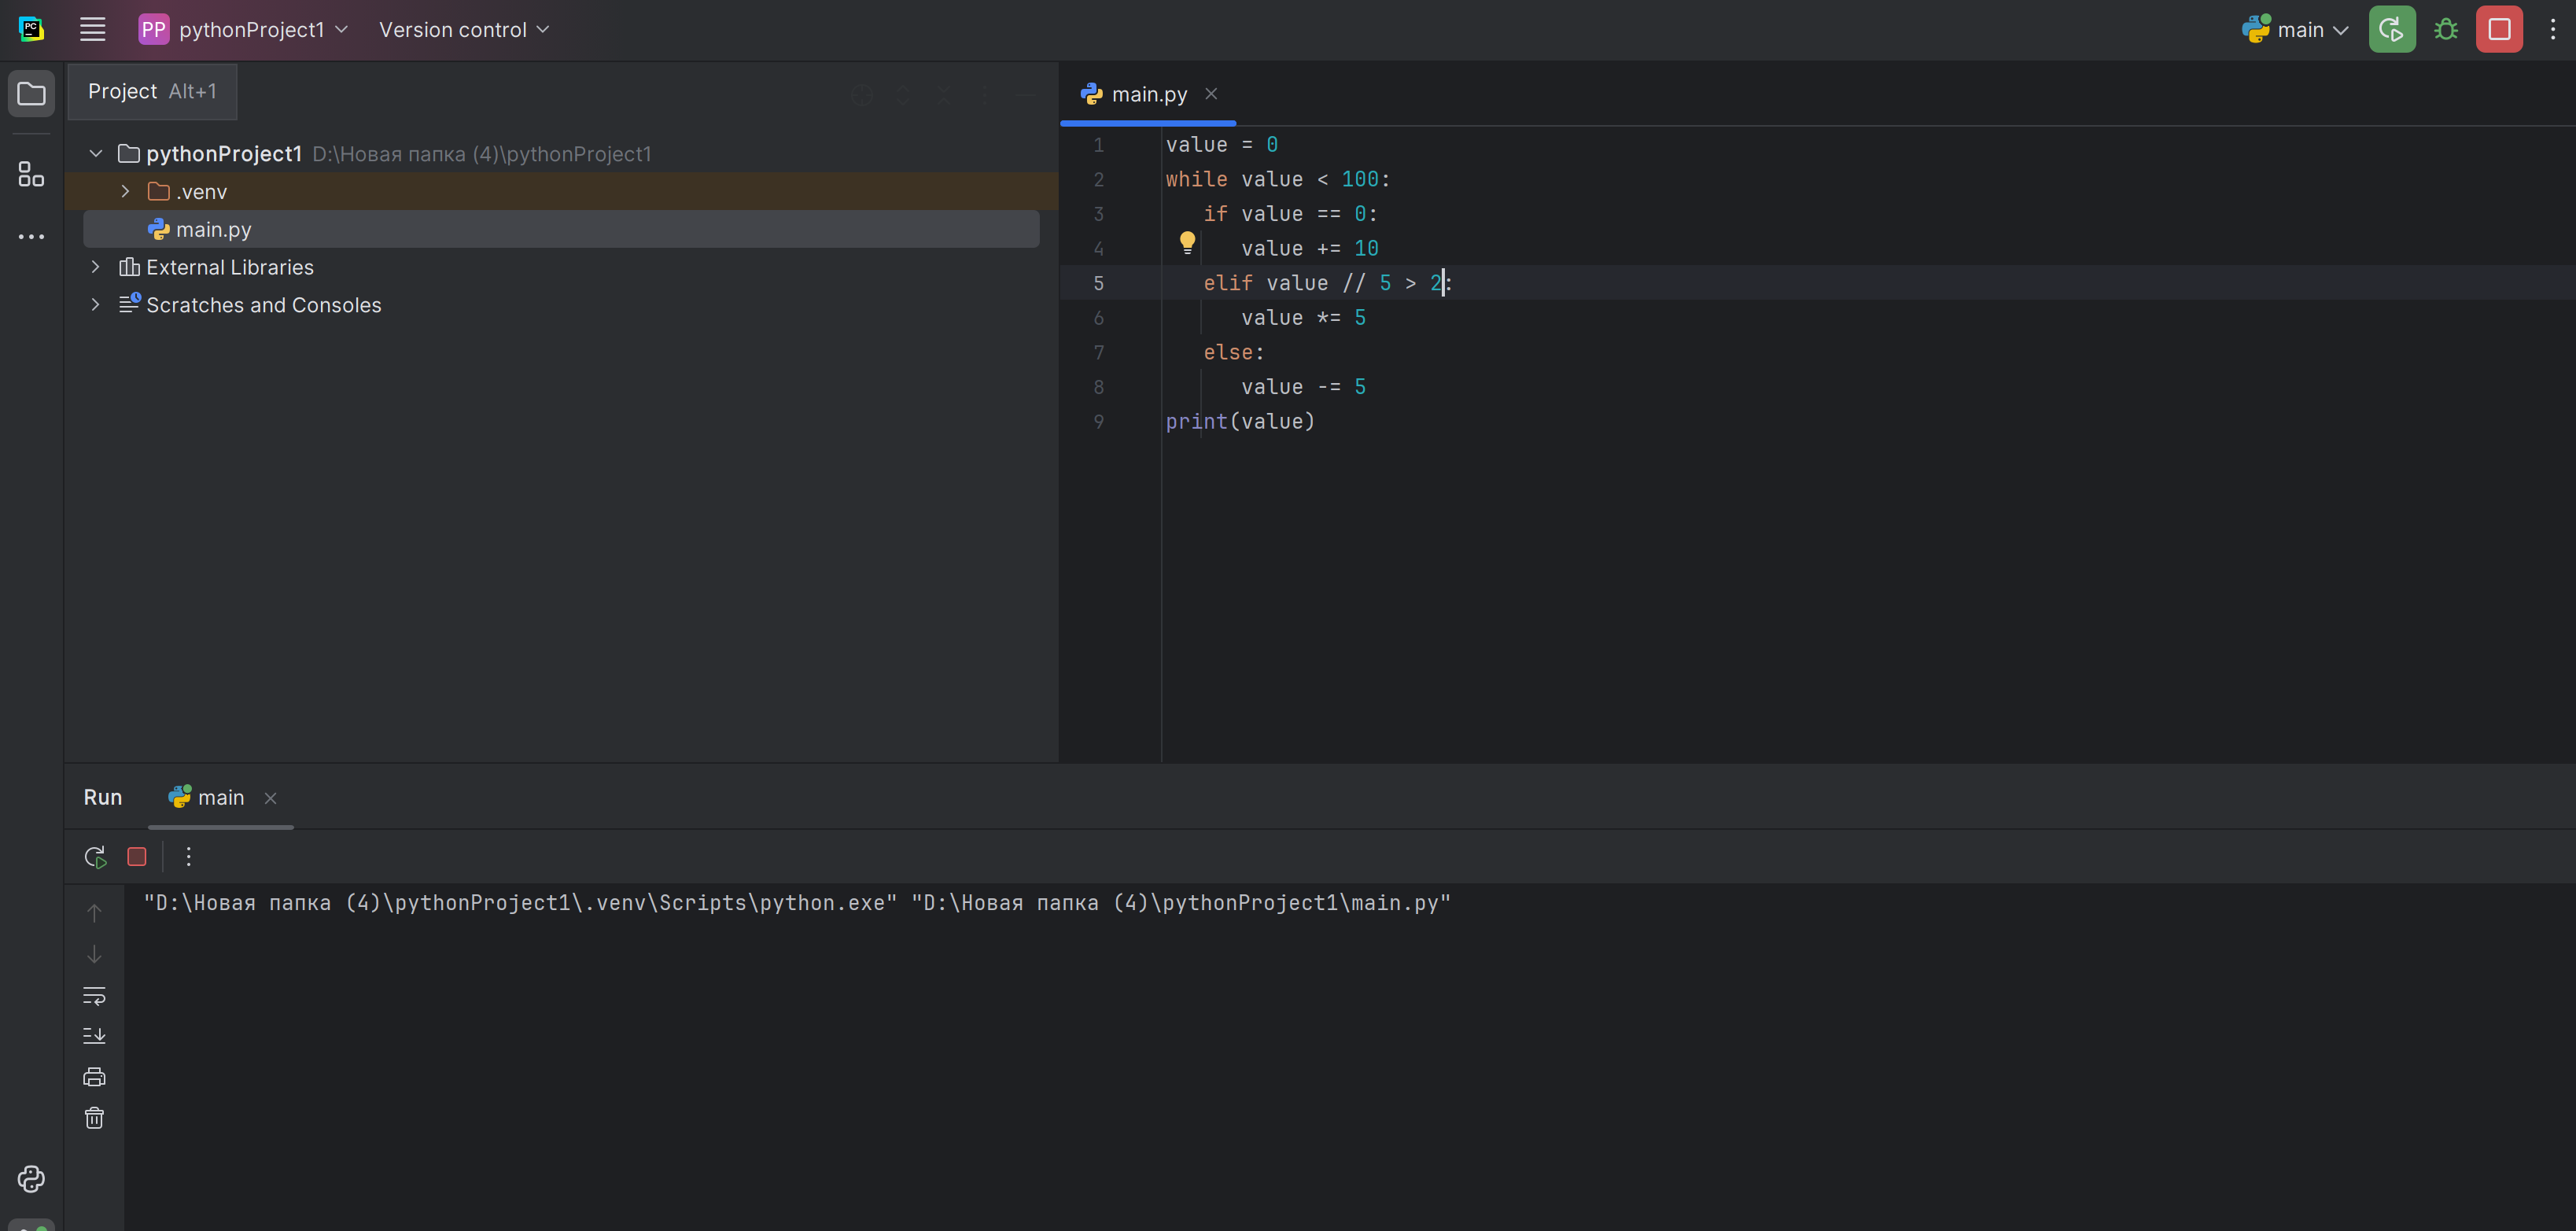 PC
PP pythonProject1 Version control main
Project Alt+1
pythonProject1 D:\Новая папка (4)\pythonProject1
.venv
main.py
External Libraries
Scratches and Consoles
main.py
1 value = 0
2 while value < 100:
3 if value == 0:
4 value += 10
5 elif value // 5 > 2:
6 value *= 5
7 else:
8 value -= 5
9 print(value)
Run main
"D:\Новая папка (4)\pythonProject1\.venv\Scripts\python.exe" "D:\Новая папка (4)\pythonProject1\main.py"